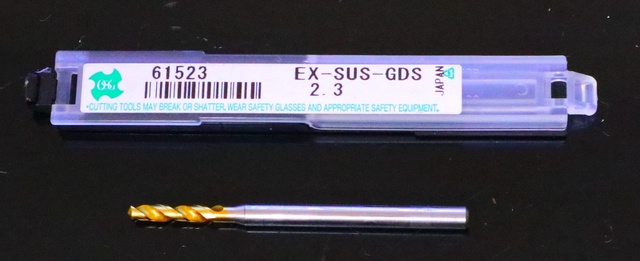 OSG 61523 EX-SUS-GDS
2.3
JAPAN
•CUTTING TOOLS MAY BREAK OR SHATTER. WEAR SAFETY GLASSES AND APPROPRIATE SAFETY EQUIPMENT.